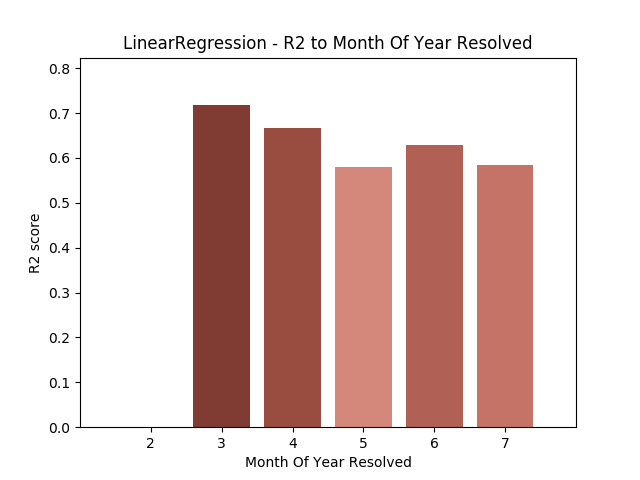 LinearRegression - R2 to Month Of Year Resolved
0.8
0.7
0.6
0.5
0.4
0.3
0.2
0.1
0.0
R2 score
2 3 4 5 6 7
Month Of Year Resolved